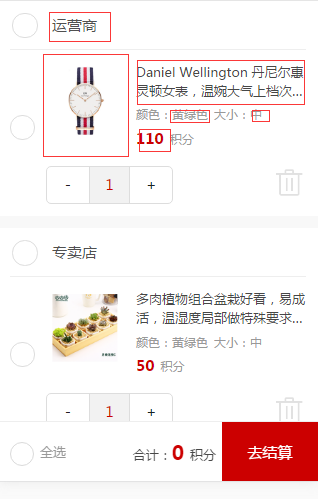 运营商
Daniel Wellington 丹尼尔惠
灵顿女表，温婉大气上档次...
颜色：黄绿色 大小：中
110 积分
- 1 +
专卖店
多肉植物组合盆栽好看，易成
活，温湿度局部做特殊要求...
颜色：黄绿色 大小：中
50 积分
- 1 +
全选 合计：0 积分 去结算